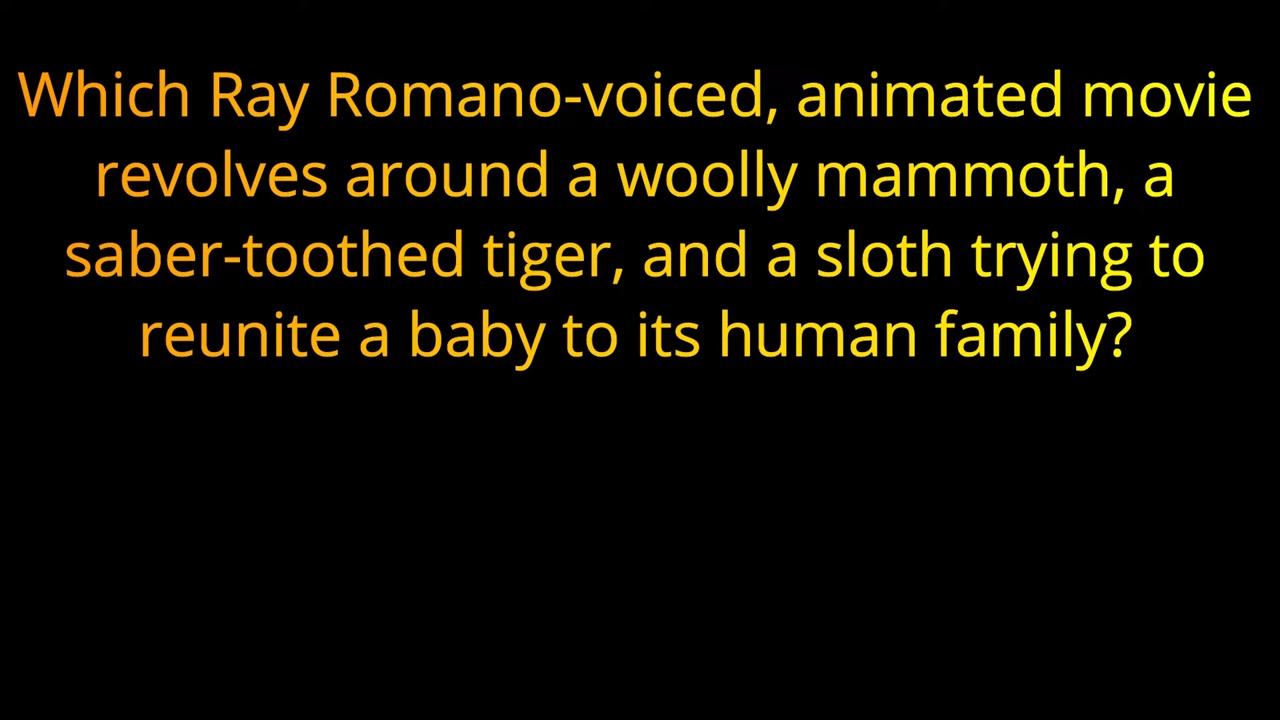 Which Ray Romano-voiced, animated movie
revolves around a woolly mammoth, a
saber-toothed tiger, and a sloth trying to
reunite a baby to its human family?